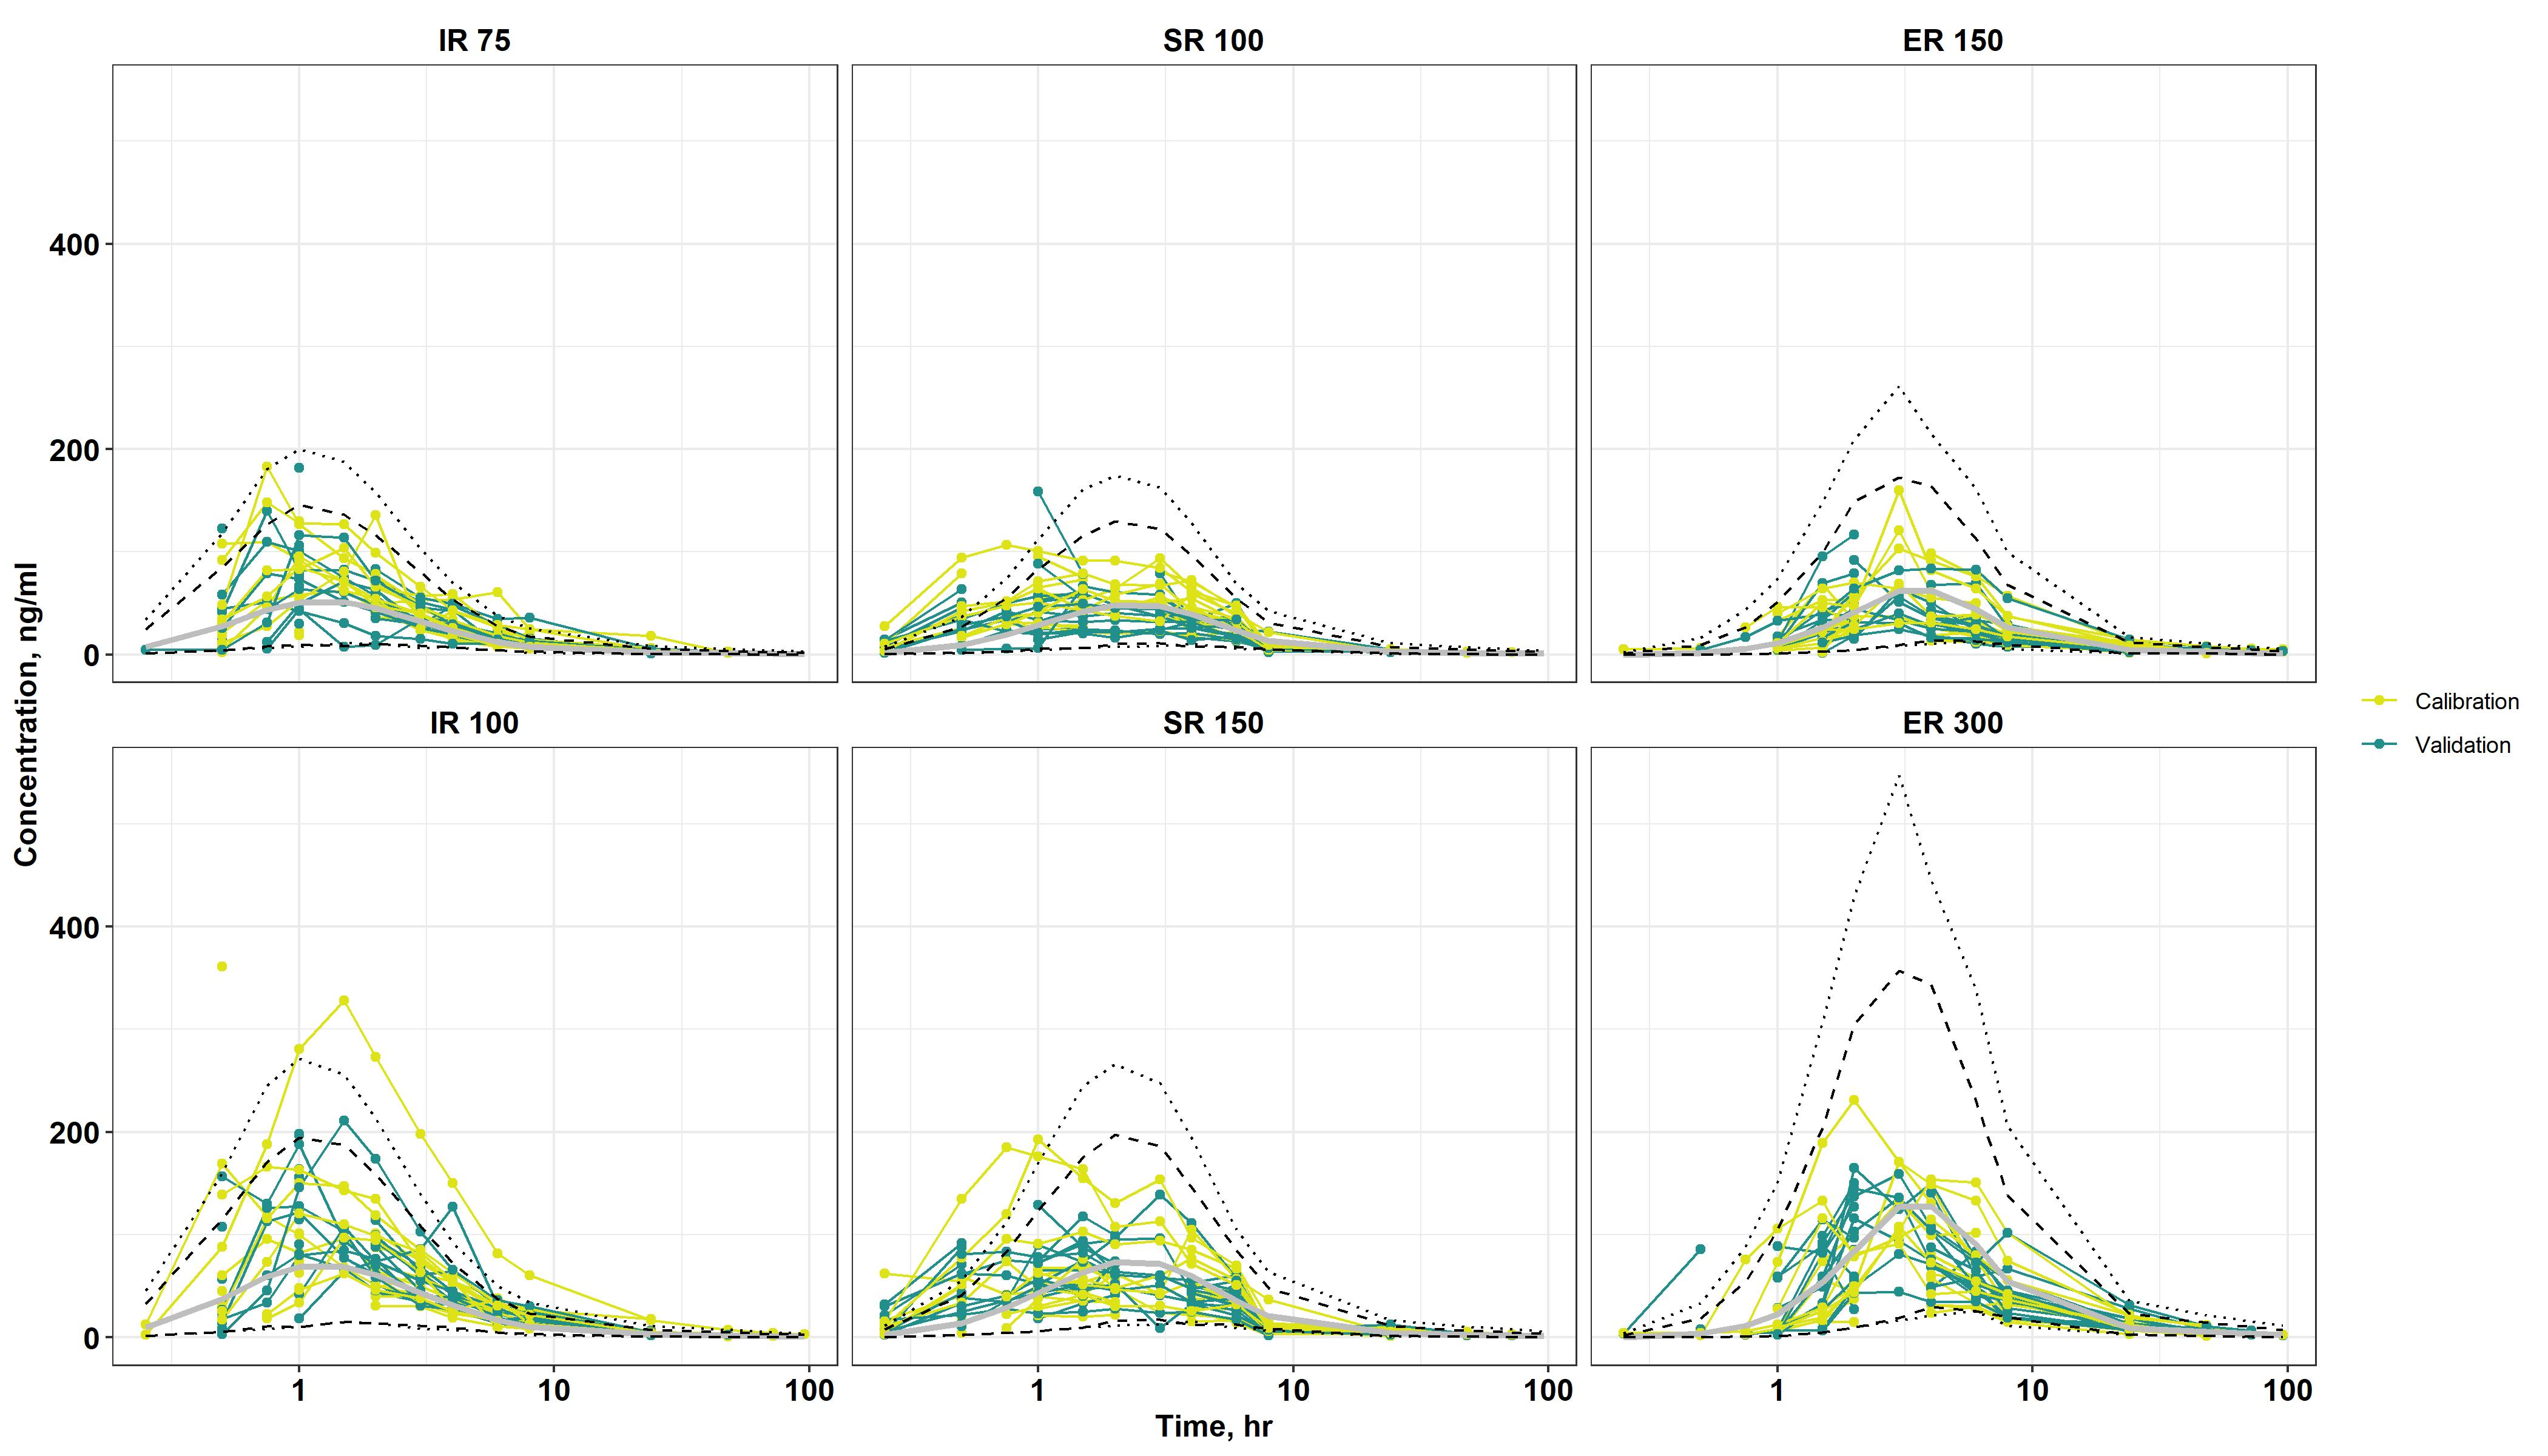 IR 75
SR 100
ER 150
400
200
0
IR 100
SR 150
ER 300
400
200
0
1 10 100
1 10 100
1 10 100
Time, hr
Concentration, ng/ml
Calibration
Validation